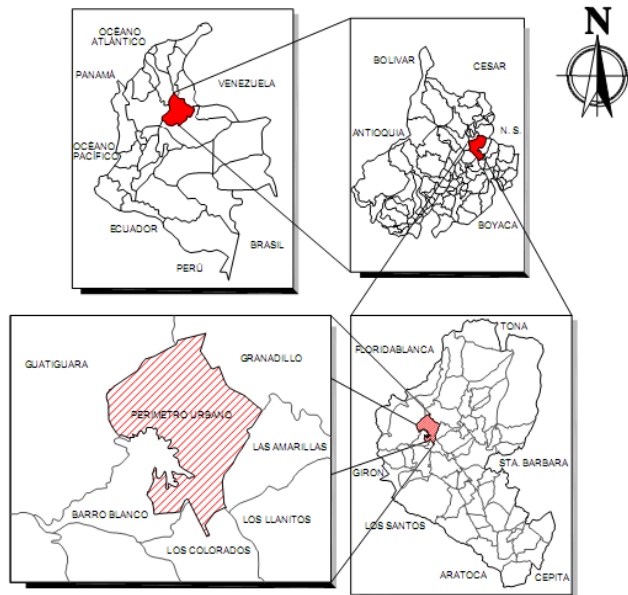 OCÉANO
ATLÁNTICO
PANAMÁ
VENEZUELA
OCÉANO
PACÍFICO
ECUADOR
BRASIL
PERÚ
BOLIVAR
CESAR
ANTIOQUIA
N. S.
BOYACA
N
GUATIGUARA
GRANADILLO
PERIMETRO URBANO
LAS AMARILLAS
BARRO BLANCO
LOS LLANITOS
LOS COLORADOS
TONA
FLORIDABLANCA
STA. BARBARA
GIRON
LOS SANTOS
ARATOCA
CEPITA